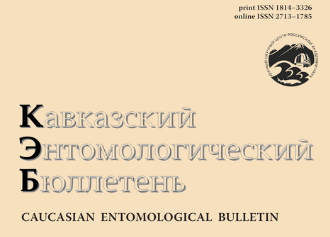 print ISSN 1814–3326
online ISSN 2713–1785
Кавказский
Энтомологический
Бюллетень
CAUCASIAN ENTOMOLOGICAL BULLETIN